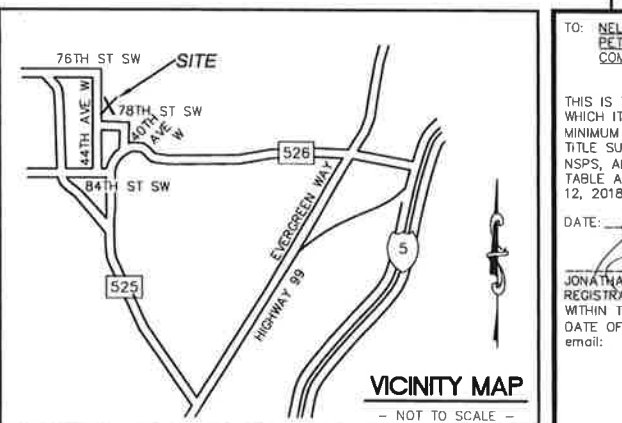 76TH ST SW
SITE
78TH ST SW
44TH AVE W
40TH AVE W
526
84TH ST SW
EVERGREEN WAY
5
525
HIGHWAY 99
VICINITY MAP
- NOT TO SCALE -
TO:
COM
THIS IS
WHICH IT
MINIMUM
TITLE SU
NSPS, A
TABLE A
12, 2018
DATE:
JONATHA
REGISTRA
WITHIN T
DATE OF
email: